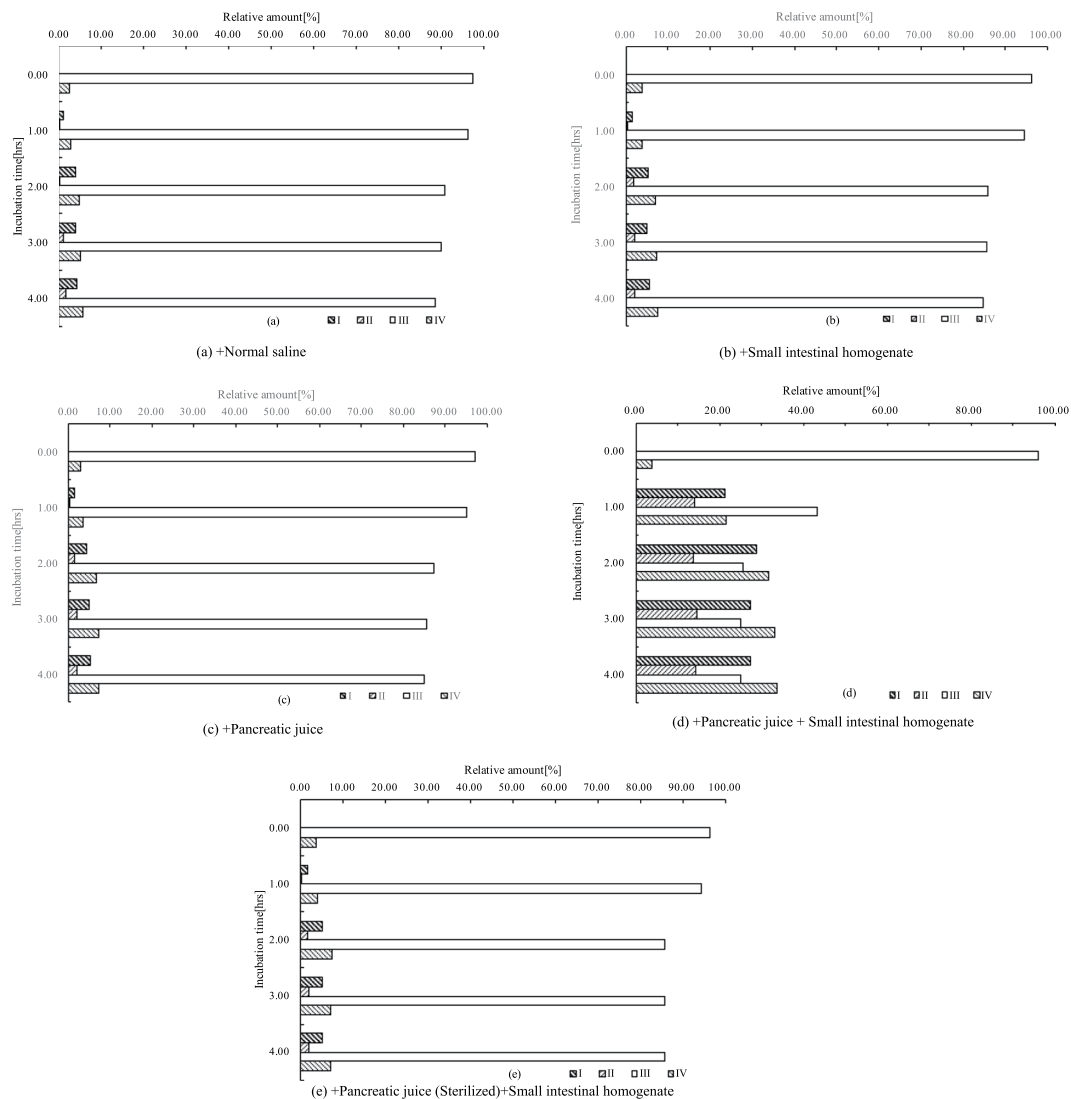 Relative amount[%]
0.00 10.00 20.00 30.00 40.00 50.00 60.00 70.00 80.00 90.00 100.00
Incubation time[hrs]
0.00
1.00
2.00
3.00
4.00
(a) I II III IV
(a) +Normal saline
Relative amount[%]
0.00 10.00 20.00 30.00 40.00 50.00 60.00 70.00 80.00 90.00 100.00
Incubation time[hrs]
0.00
1.00
2.00
3.00
4.00
(b) I II III IV
(b) +Small intestinal homogenate
Relative amount[%]
0.00 10.00 20.00 30.00 40.00 50.00 60.00 70.00 80.00 90.00 100.00
Incubation time[hrs]
0.00
1.00
2.00
3.00
4.00
(c) I II III IV
(c) +Pancreatic juice
Relative amount[%]
0.00 20.00 40.00 60.00 80.00 100.00
Incubation time[hrs]
0.00
1.00
2.00
3.00
4.00
(d) I II III IV
(d) +Pancreatic juice + Small intestinal homogenate
Relative amount[%]
0.00 10.00 20.00 30.00 40.00 50.00 60.00 70.00 80.00 90.00 100.00
Incubation time[hrs]
0.00
1.00
2.00
3.00
4.00
(e) I II III IV
(e) +Pancreatic juice (Sterilized)+Small intestinal homogenate